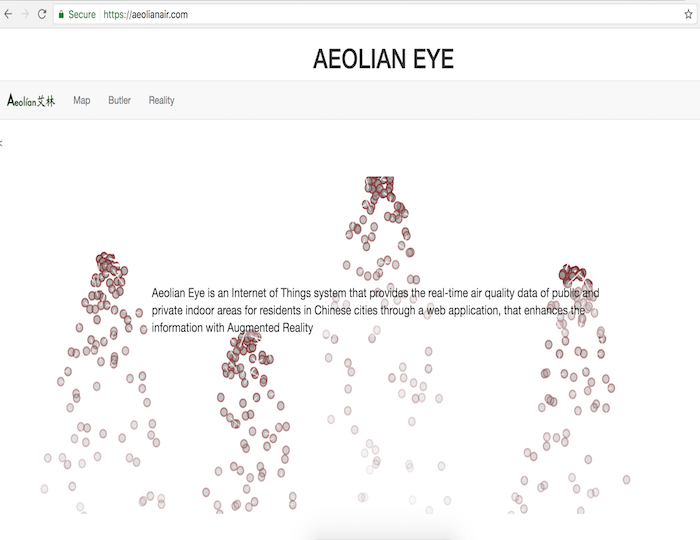 Secure https://aeolianair.com
AEOLIAN EYE
Aeolian艾林 Map Butler Reality
Aeolian Eye is an Internet of Things system that provides the real-time air quality data of public and
private indoor areas for residents in Chinese cities through a web application, that enhances the
information with Augmented Reality